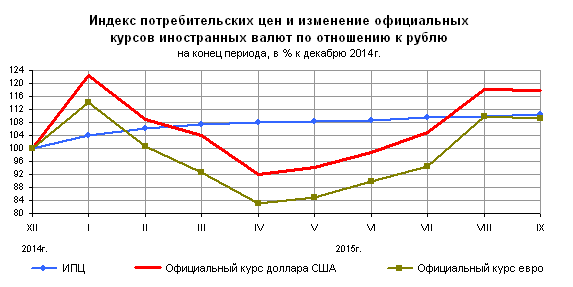 Индекс потребительских цен и изменение официальных
курсов иностранных валют по отношению к рублю
на конец периода, в % к декабрю 2014г.
124
120
116
112
108
104
100
96
92
88
84
80
XII I II III IV V VI VII VIII IX
2014г. 2015г.
ИПЦ Официальный курс доллара США Официальный курс евро